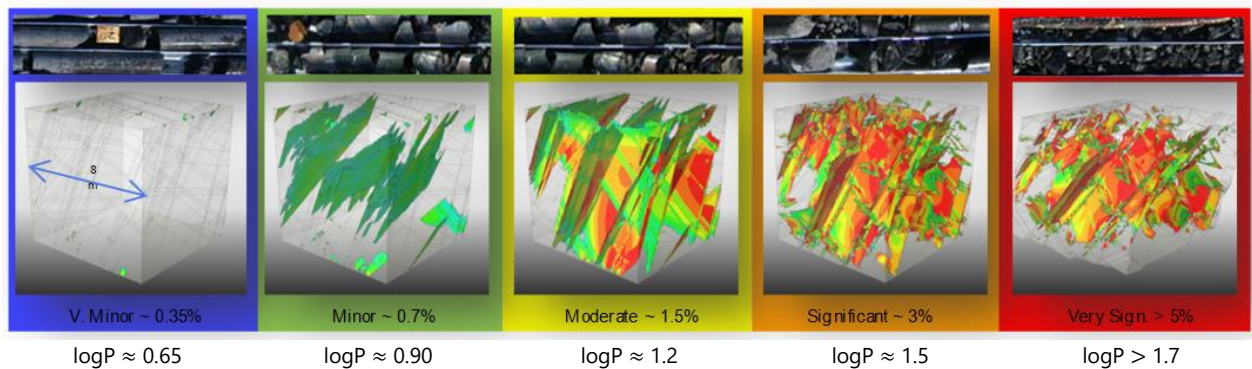 8
m
V. Minor ~ 0.35%
Minor ~ 0.7%
Moderate ~ 1.5%
Significant ~ 3%
Very Sign. > 5%
logP ≈ 0.65
logP ≈ 0.90
logP ≈ 1.2
logP ≈ 1.5
logP > 1.7